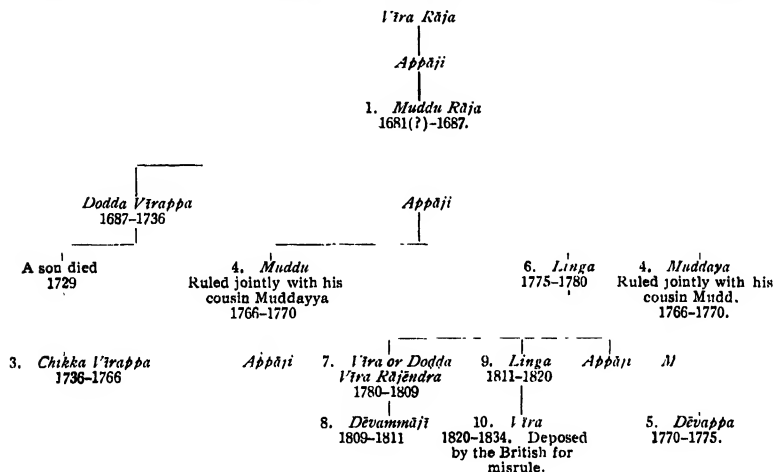 Vīra Rāja
Appāji
1. Muddu Rāja
1681(?)-1687.
Dodda Vīrappa
1687-1736
Appāji
A son died
1729
4. Muddu
Ruled jointly with his
cousin Muddayya
1766-1770
6. Linga
1775-1780
4. Muddaya
Ruled jointly with his
cousin Mudd.
1766-1770.
3. Chikka Vīrappa
1736-1766
Appāji
7. Vīra or Doḍḍa
Vīra Rājēndra
1780-1809
9. Linga
1811-1820
Appāji
M
8. Dēvammājī
1809-1811
10. Vīra
1820-1834. Deposed
by the British for
misrule.
5. Dēvappa
1770-1775.